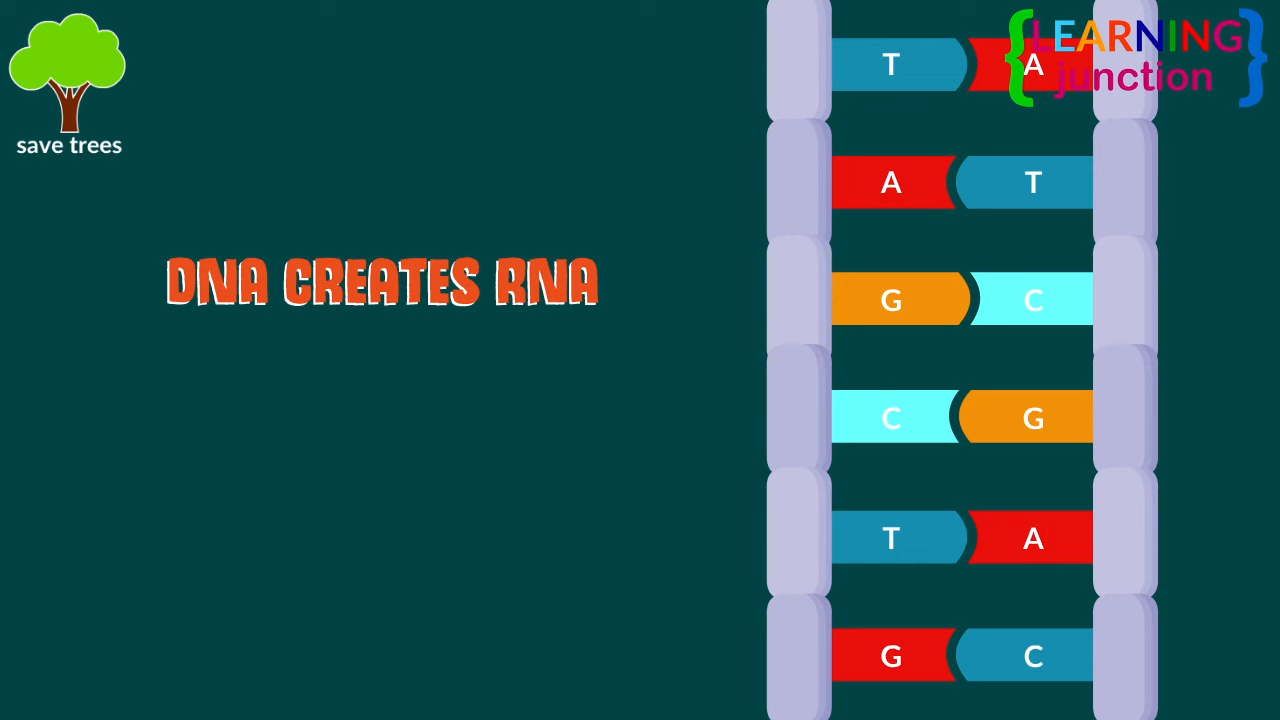 save trees
LEARNING
junction
DNA CREATES RNA
T A
A T
G C
C G
T A
G C